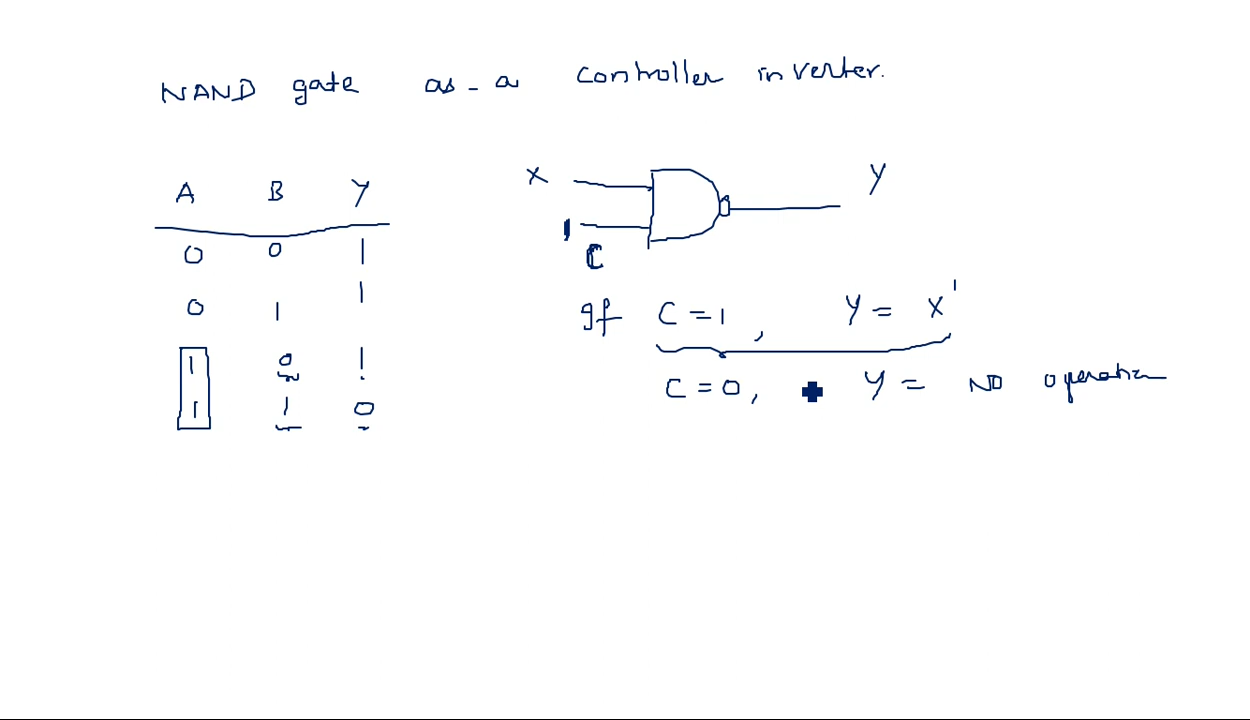 NAND gate as-a controller inverter.
A B Y
0 0 1
0 1 1
1 0 1
1 1 0
X Y
1
C
If C=1, Y= X'
C=0, Y= NO operation